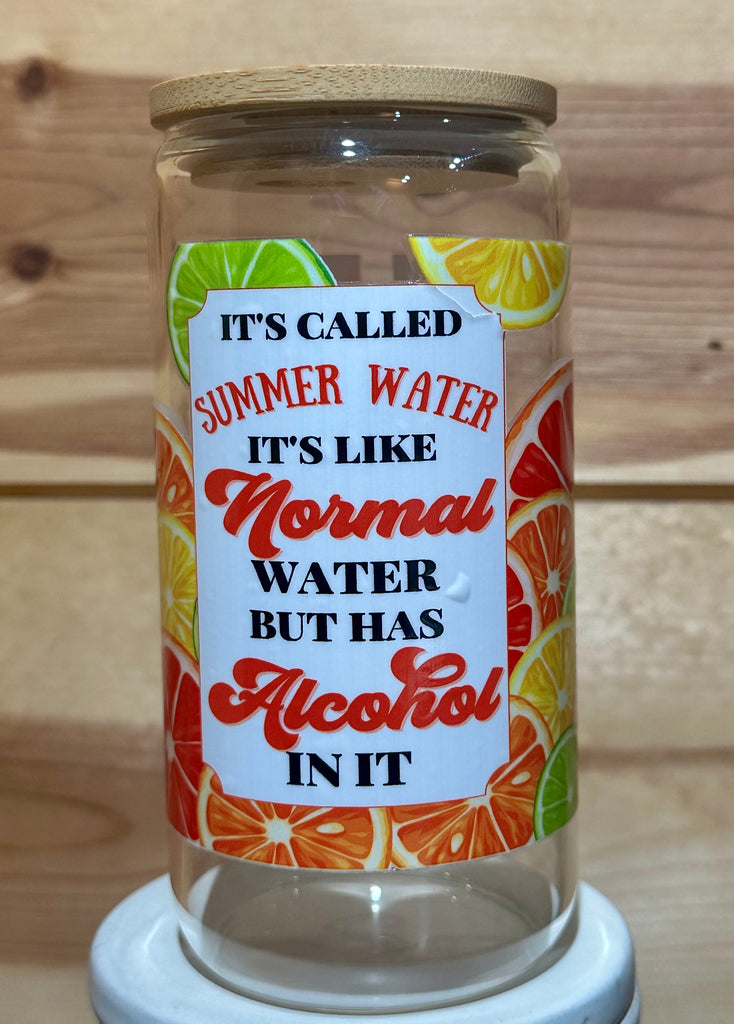 IT'S CALLED
SUMMER WATER
IT'S LIKE
Normal
WATER
BUT HAS
Alcohol
IN IT